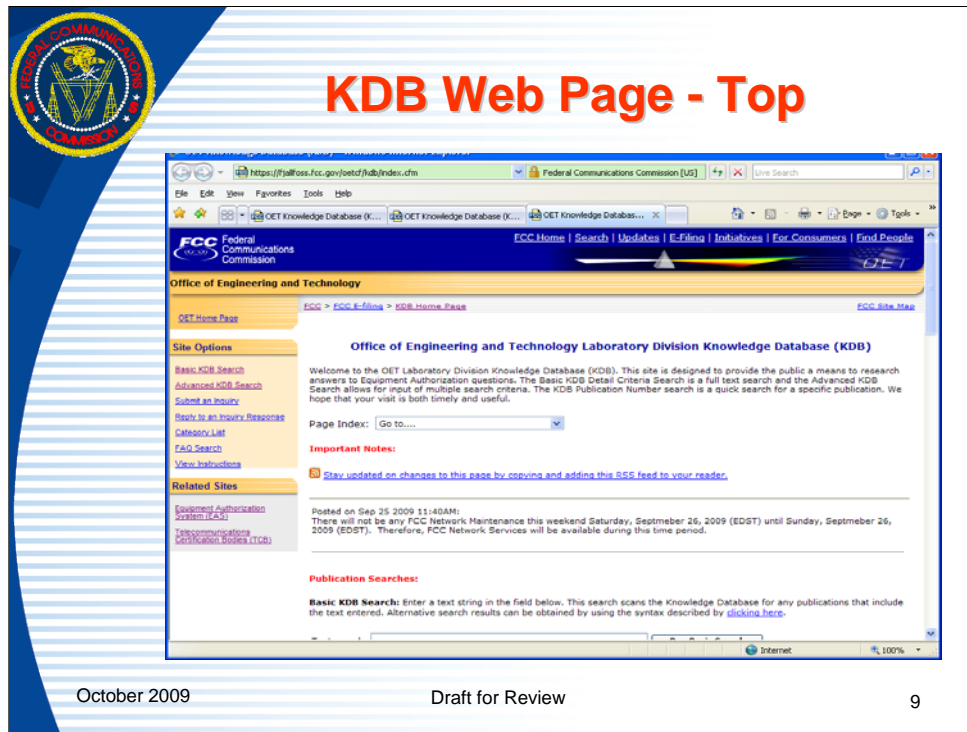 FEDERAL COMMUNICATIONS COMMISSION
KDB Web Page - Top
https://fjallfoss.fcc.gov/oetcf/kdb/index.cfm
Federal Communications Commission [US]
Live Search
File Edit View Favorites Tools Help
OET Knowledge Database (K...
OET Knowledge Database (K...
OET Knowledge Databas...
Page
Tools
FCC Federal
Communications
Commission
FCC Home | Search | Updates | E-Filing | Initiatives | For Consumers | Find People
OET
Office of Engineering and Technology
FCC > FCC E-filing > KDB Home Page
FCC Site Map
OET Home Page
Site Options
Basic KDB Search
Advanced KDB Search
Submit an Inquiry
Reply to an Inquiry Response
Category List
FAQ Search
View Instructions
Related Sites
Equipment Authorization
System (EAS)
Telecommunications
Certification Bodies (TCB)
Office of Engineering and Technology Laboratory Division Knowledge Database (KDB)
Welcome to the OET Laboratory Division Knowledge Database (KDB). This site is designed to provide the public a means to research
answers to Equipment Authorization questions. The Basic KDB Detail Criteria Search is a full text search and the Advanced KDB
Search allows for input of multiple search criteria. The KDB Publication Number search is a quick search for a specific publication. We
hope that your visit is both timely and useful.
Page Index: Go to....
Important Notes:
Stay updated on changes to this page by copying and adding this RSS feed to your reader.
Posted on Sep 25 2009 11:40AM:
There will not be any FCC Network Maintenance this weekend Saturday, Septmeber 26, 2009 (EDST) until Sunday, Septmeber 26,
2009 (EDST). Therefore, FCC Network Services will be available during this time period.
Publication Searches:
Basic KDB Search: Enter a text string in the field below. This search scans the Knowledge Database for any publications that include
the text entered. Alternative search results can be obtained by using the syntax described by clicking here.
Internet
100%
October 2009
Draft for Review
9